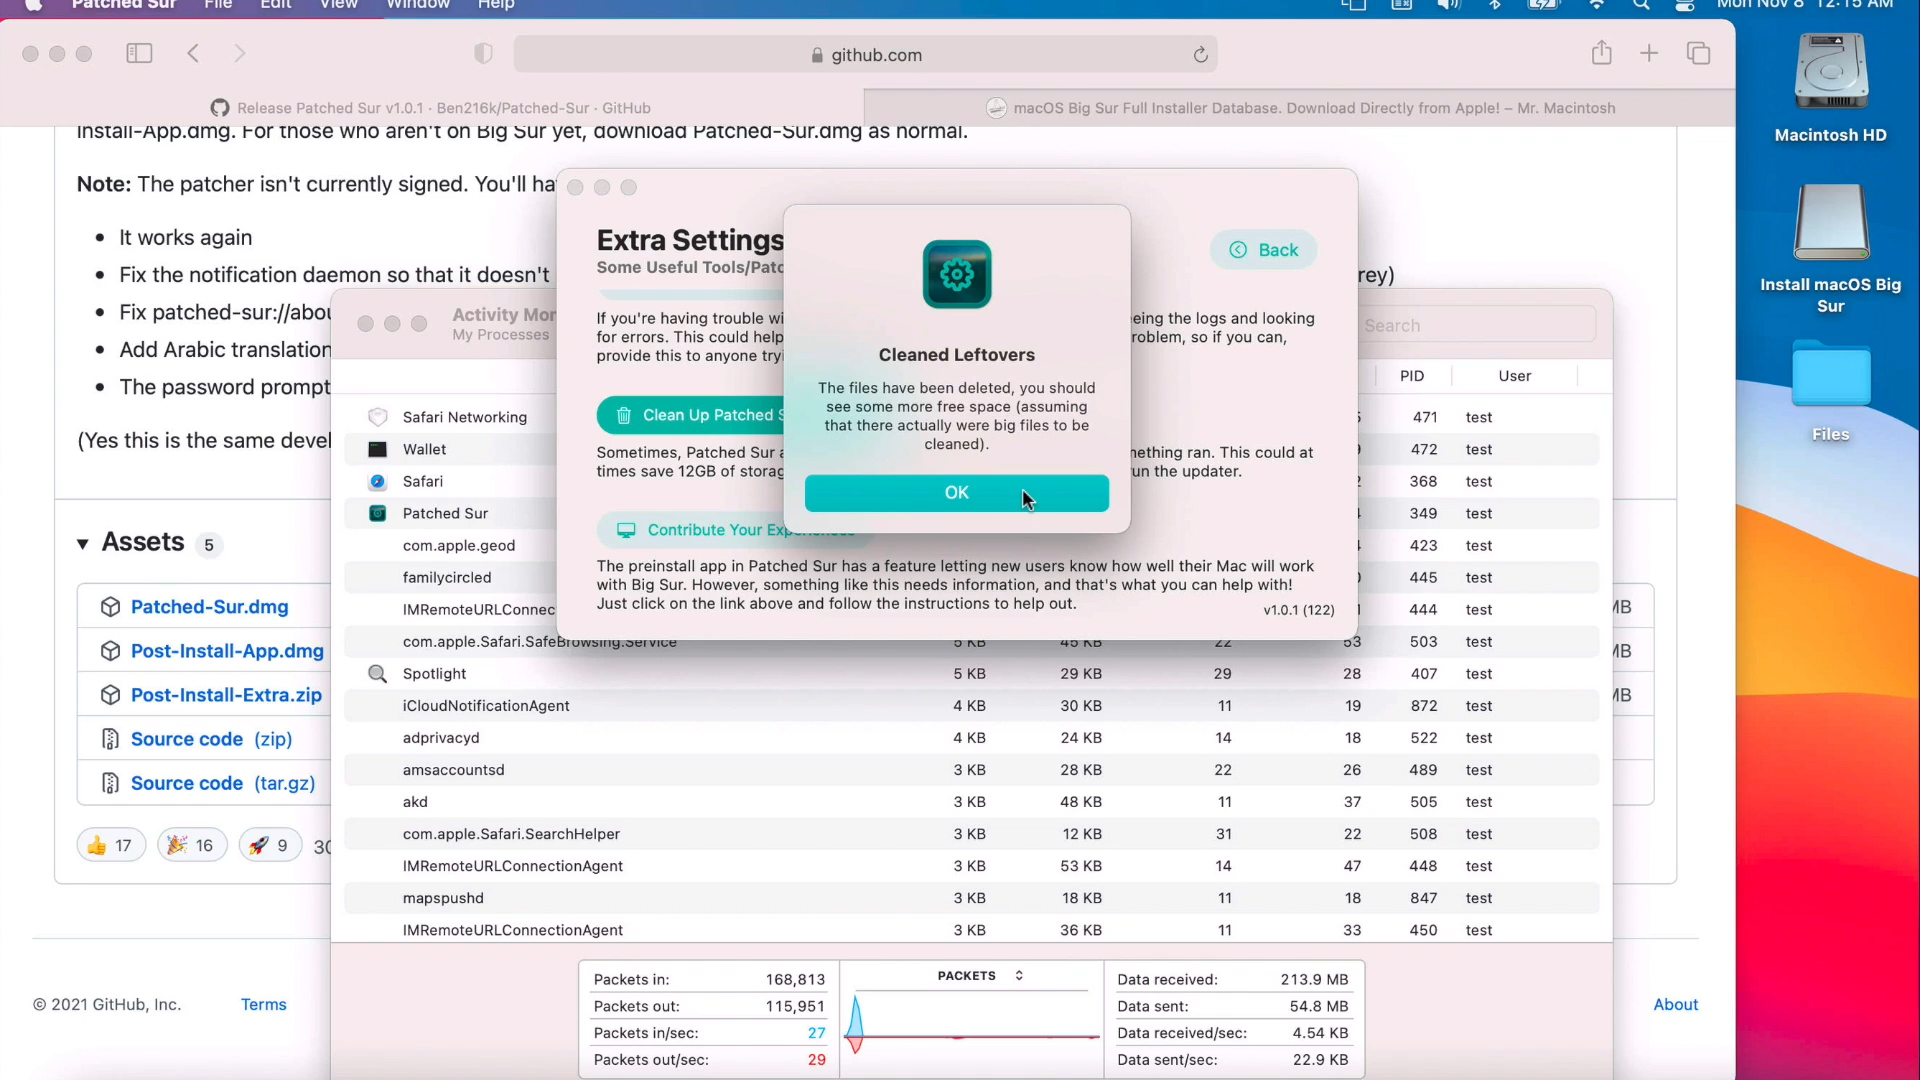 Patched Sur File Edit View Window Help Mon Nov 8 12:15 AM
github.com
Release Patched Sur v1.0.1 · Ben216k/Patched-Sur · GitHub
macOS Big Sur Full Installer Database. Download Directly from Apple! – Mr. Macintosh
Install-App.dmg. For those who aren't on Big Sur yet, download Patched-Sur.dmg as normal.
Note: The patcher isn't currently signed. You'll ha
• It works again
• Fix the notification daemon so that it doesn't
rey)
• Fix patched-sur://abou
• Add Arabic translation
• The password prompt
(Yes this is the same devel
Assets 5
Patched-Sur.dmg
MB
Post-Install-App.dmg
MB
Post-Install-Extra.zip
MB
Source code (zip)
Source code (tar.gz)
17 16 9 30
© 2021 GitHub, Inc. Terms About
Extra Settings
Some Useful Tools/Patc
Back
If you're having trouble wi
eing the logs and looking
for errors. This could help
roblem, so if you can,
provide this to anyone tryi
Clean Up Patched S
Sometimes, Patched Sur a
nething ran. This could at
times save 12GB of storag
un the updater.
Contribute Your Experiences
The preinstall app in Patched Sur has a feature letting new users know how well their Mac will work
with Big Sur. However, something like this needs information, and that's what you can help with!
Just click on the link above and follow the instructions to help out.
v1.0.1 (122)
Cleaned Leftovers
The files have been deleted, you should
see some more free space (assuming
that there actually were big files to be
cleaned).
OK
Activity Mor
My Processes
Search
PID User
Safari Networking 471 test
Wallet 472 test
Safari 368 test
Patched Sur 349 test
com.apple.geod 423 test
familycircled 445 test
IMRemoteURLConnec 444 test
com.apple.Safari.SafeBrowsing.Service 5 KB 45 KB 22 53 503 test
Spotlight 5 KB 29 KB 29 28 407 test
iCloudNotificationAgent 4 KB 30 KB 11 19 872 test
adprivacyd 4 KB 24 KB 14 18 522 test
amsaccountsd 3 KB 28 KB 22 26 489 test
akd 3 KB 48 KB 11 37 505 test
com.apple.Safari.SearchHelper 3 KB 12 KB 31 22 508 test
IMRemoteURLConnectionAgent 3 KB 53 KB 14 47 448 test
mapspushd 3 KB 18 KB 11 18 847 test
IMRemoteURLConnectionAgent 3 KB 36 KB 11 33 450 test
Packets in: 168,813
Packets out: 115,951
Packets in/sec: 27
Packets out/sec: 29
PACKETS
Data received: 213.9 MB
Data sent: 54.8 MB
Data received/sec: 4.54 KB
Data sent/sec: 22.9 KB
Macintosh HD
Install macOS Big
Sur
Files